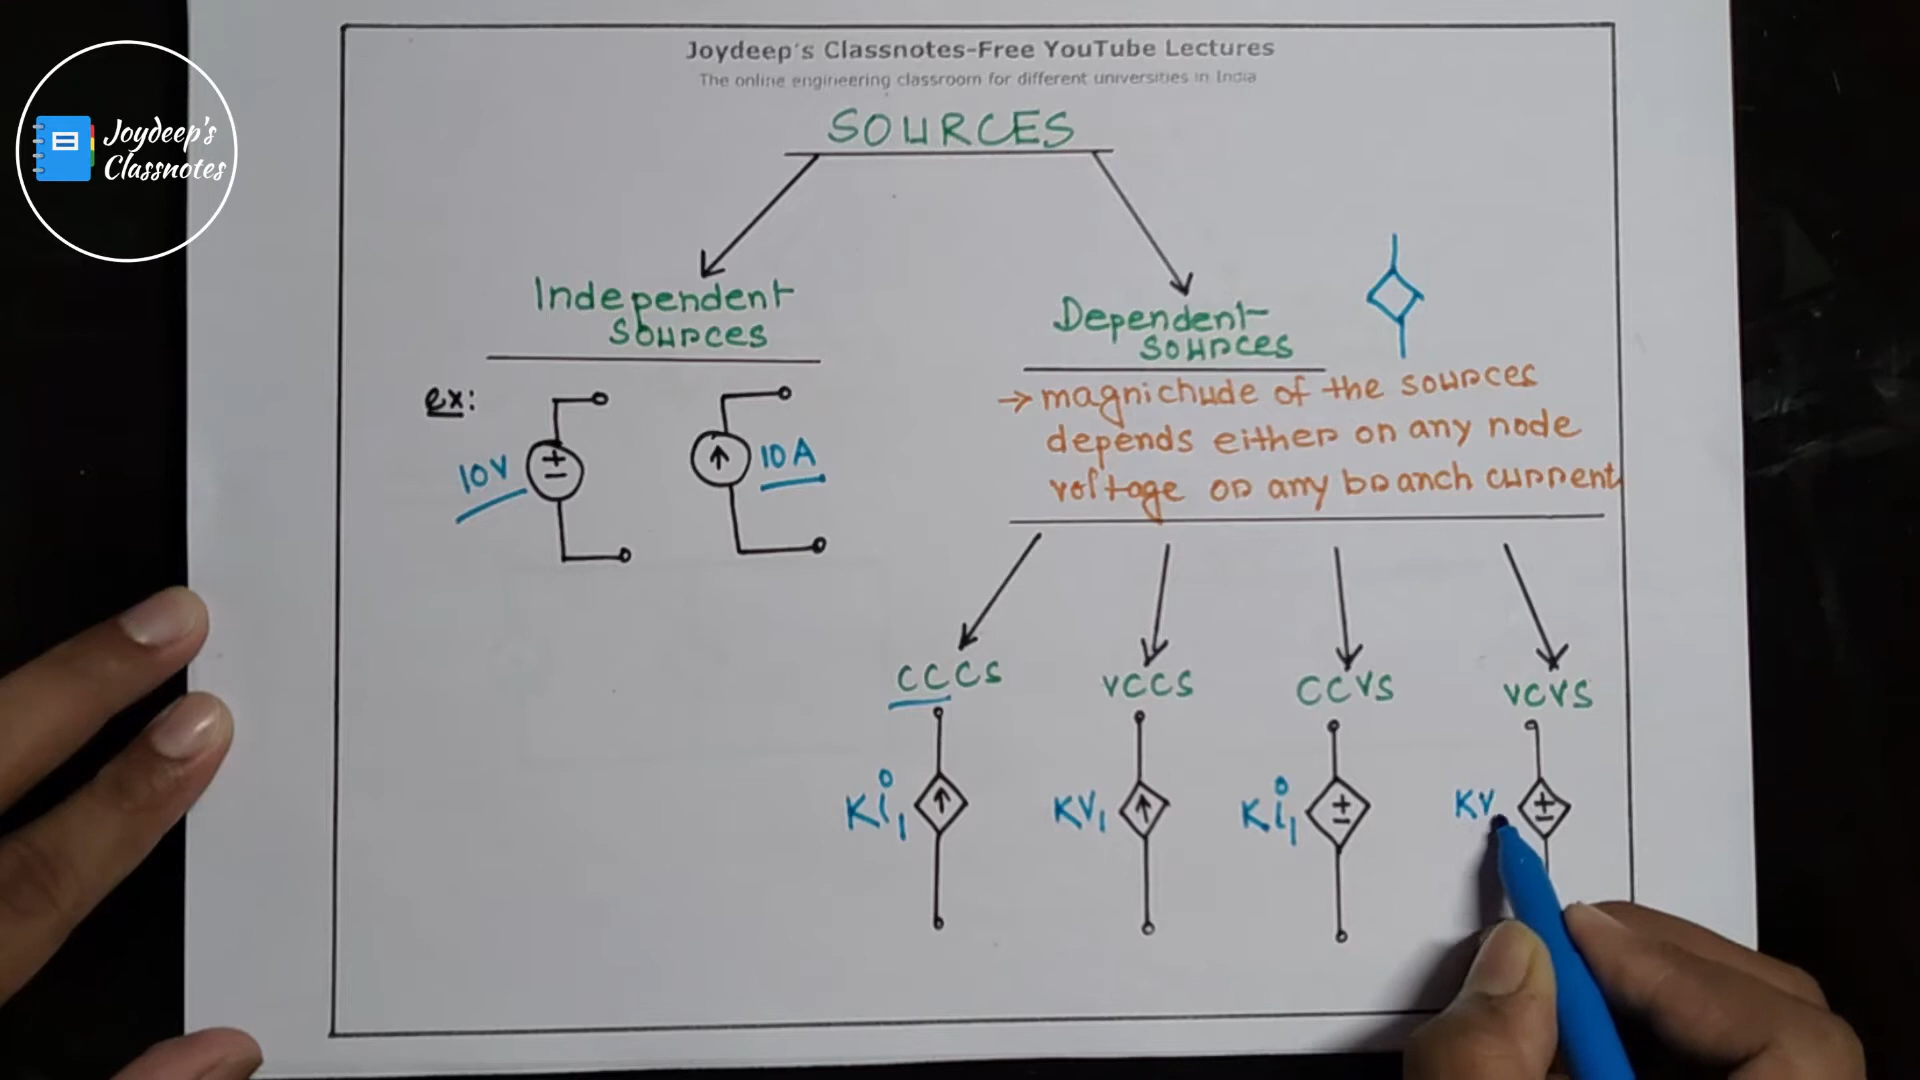 Joydeep's Classnotes-Free YouTube Lectures
The online engineering classroom for different universities in India
Joydeep's
Classnotes
SOURCES
Independent
Sources
Dependent
sources
ex:
10V
10A
→ magnichude of the sources
depends either on any node
voltage or any branch current
CCCS
VCCS
CCVS
VCVS
Ki1
KV1
Ki1
KV